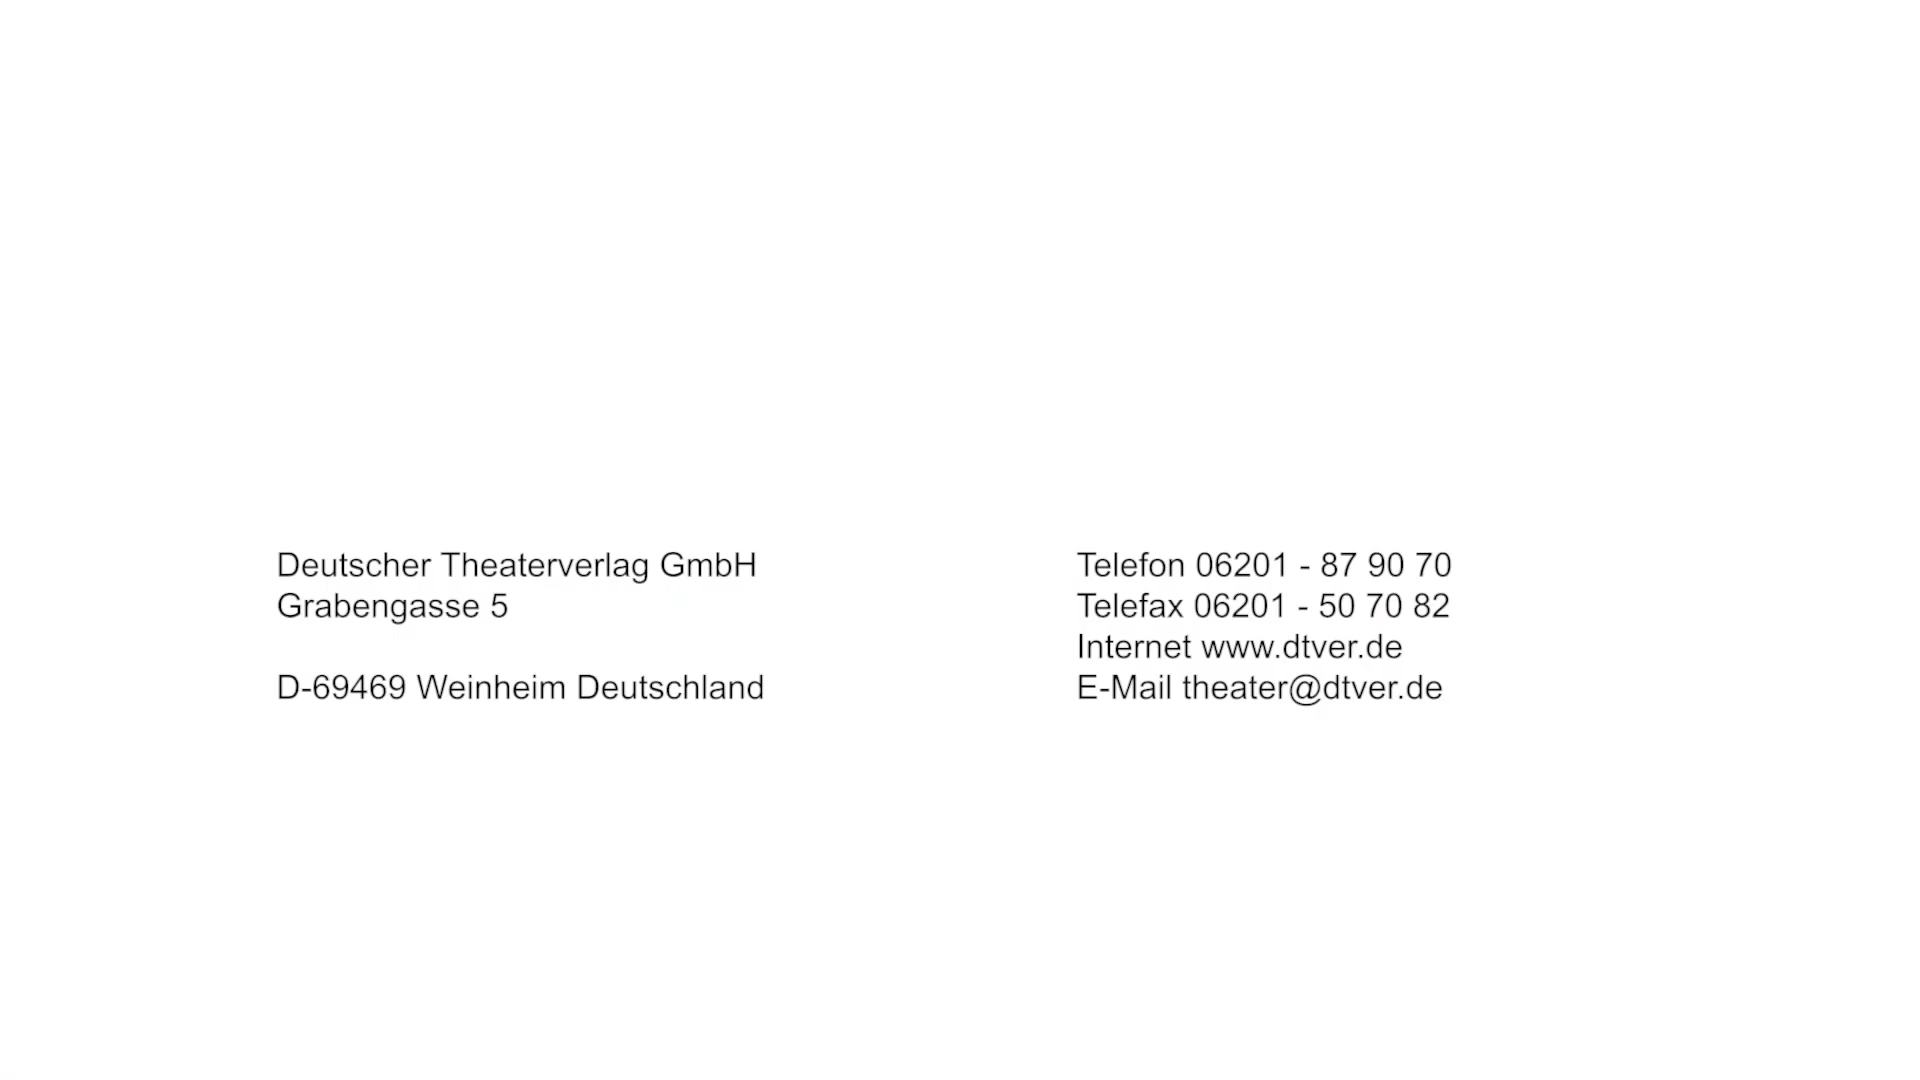 Deutscher Theaterverlag GmbH
Grabengasse 5
D-69469 Weinheim Deutschland
Telefon 06201 - 87 90 70
Telefax 06201 - 50 70 82
Internet www.dtver.de
E-Mail theater@dtver.de